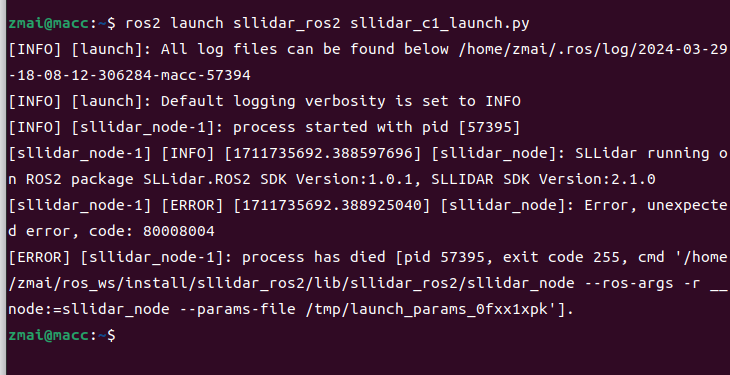 zmai@macc:~$ ros2 launch sllidar_ros2 sllidar_c1_launch.py
[INFO] [launch]: All log files can be found below /home/zmai/.ros/log/2024-03-29
-18-08-12-306284-macc-57394
[INFO] [launch]: Default logging verbosity is set to INFO
[INFO] [sllidar_node-1]: process started with pid [57395]
[sllidar_node-1] [INFO] [1711735692.388597696] [sllidar_node]: SLLidar running o
n ROS2 package SLLidar.ROS2 SDK Version:1.0.1, SLLIDAR SDK Version:2.1.0
[sllidar_node-1] [ERROR] [1711735692.388925040] [sllidar_node]: Error, unexpecte
d error, code: 80008004
[ERROR] [sllidar_node-1]: process has died [pid 57395, exit code 255, cmd '/home
/zmai/ros_ws/install/sllidar_ros2/lib/sllidar_ros2/sllidar_node --ros-args -r __
node:=sllidar_node --params-file /tmp/launch_params_0fxx1xpk'].
zmai@macc:~$